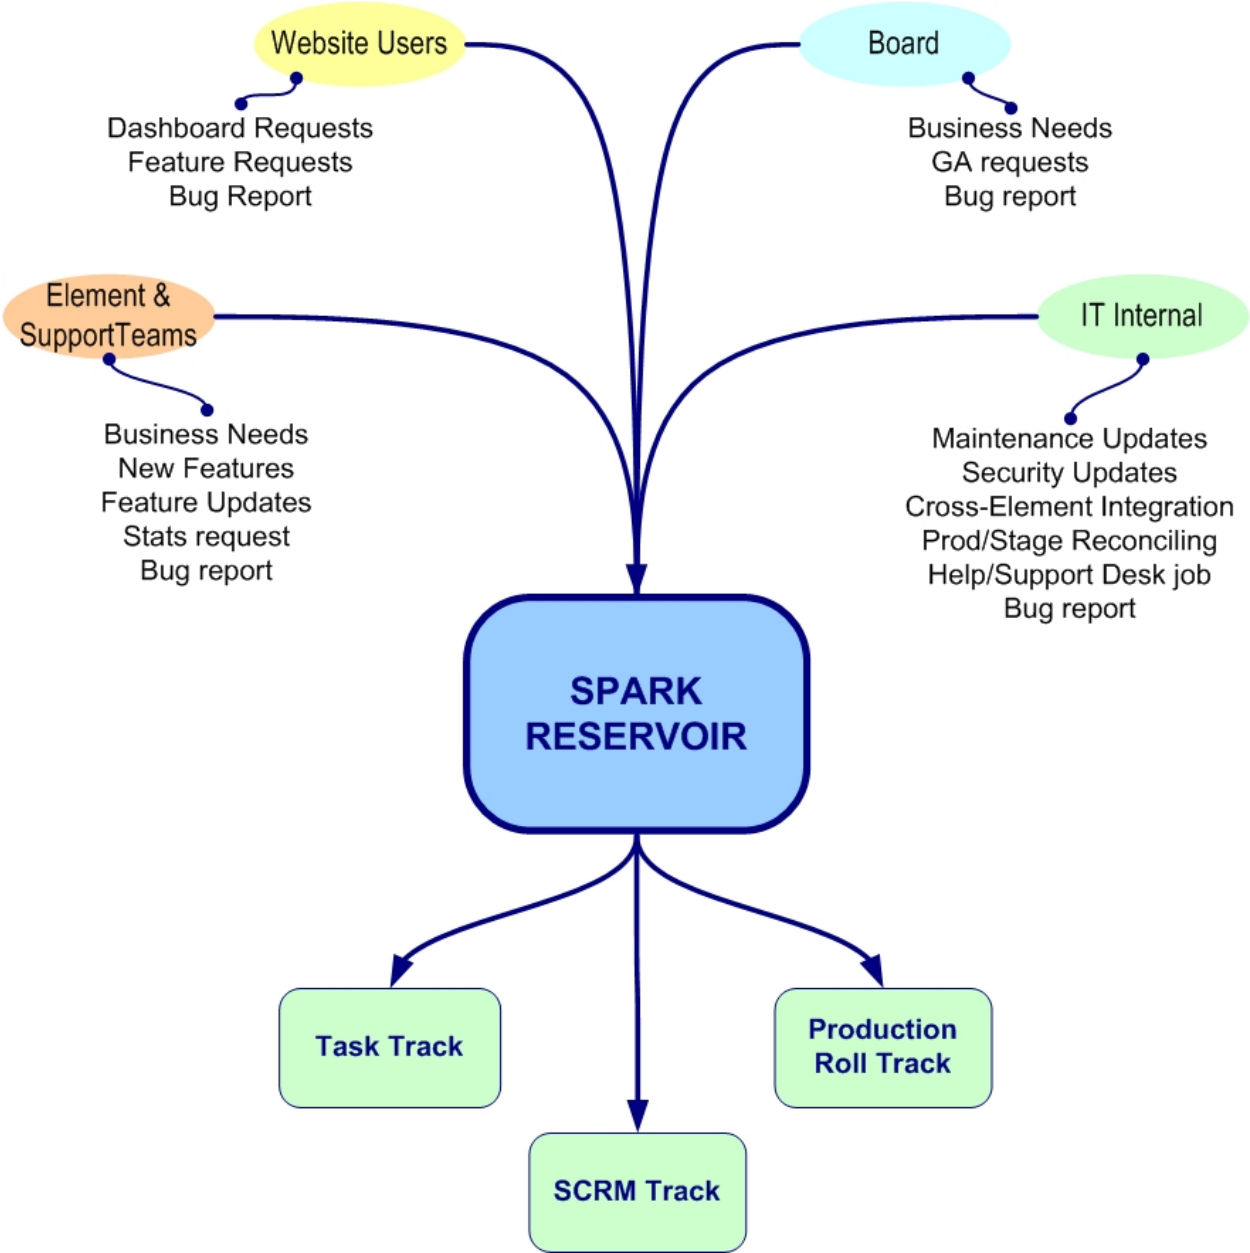 Website Users
Dashboard Requests
Feature Requests
Bug Report
Board
Business Needs
GA requests
Bug report
Element &
SupportTeams
Business Needs
New Features
Feature Updates
Stats request
Bug report
IT Internal
Maintenance Updates
Security Updates
Cross-Element Integration
Prod/Stage Reconciling
Help/Support Desk job
Bug report
SPARK
RESERVOIR
Task Track
Production
Roll Track
SCRM Track